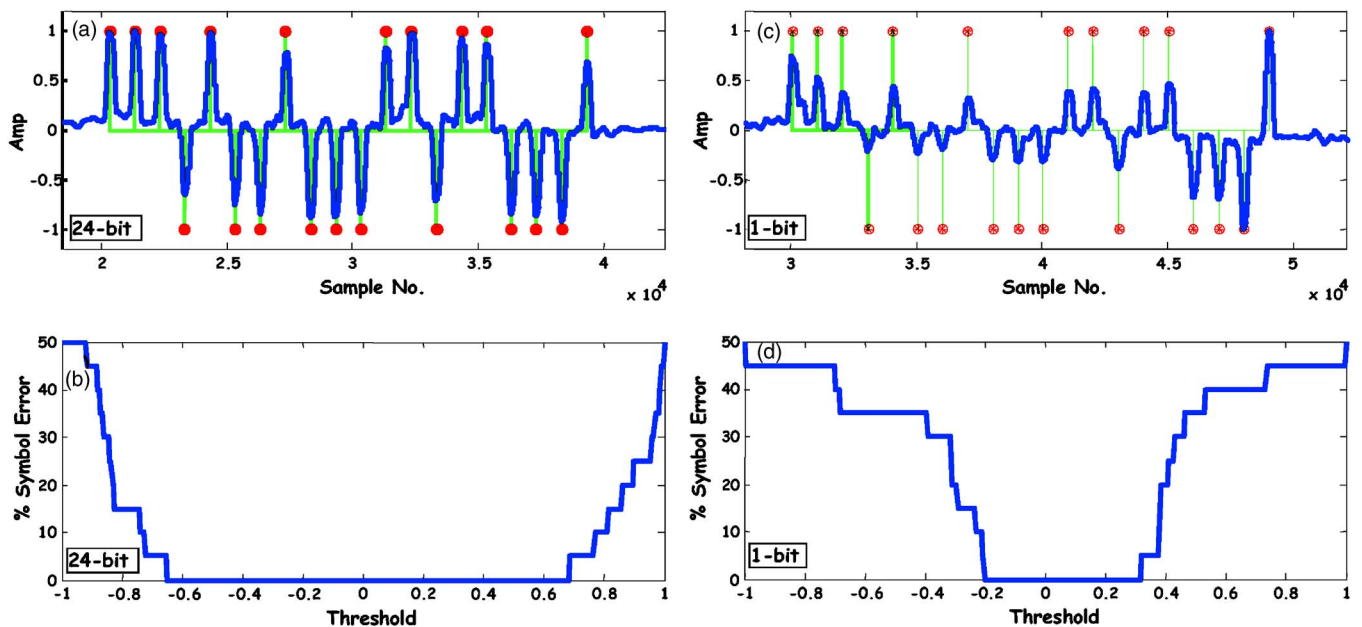 (a)
1
0.5
0
-0.5
-1
Amp
24-bit
2
2.5
3
3.5
4
Sample No.
x 10⁴
(c)
1
0.5
0
-0.5
-1
Amp
1-bit
3
3.5
4
4.5
5
Sample No.
x 10⁴
50
40
30
20
10
0
% Symbol Error
(b)
24-bit
-1 -0.8 -0.6 -0.4 -0.2 0 0.2 0.4 0.6 0.8 1
Threshold
50
40
30
20
10
0
% Symbol Error
(d)
1-bit
-1 -0.8 -0.6 -0.4 -0.2 0 0.2 0.4 0.6 0.8 1
Threshold